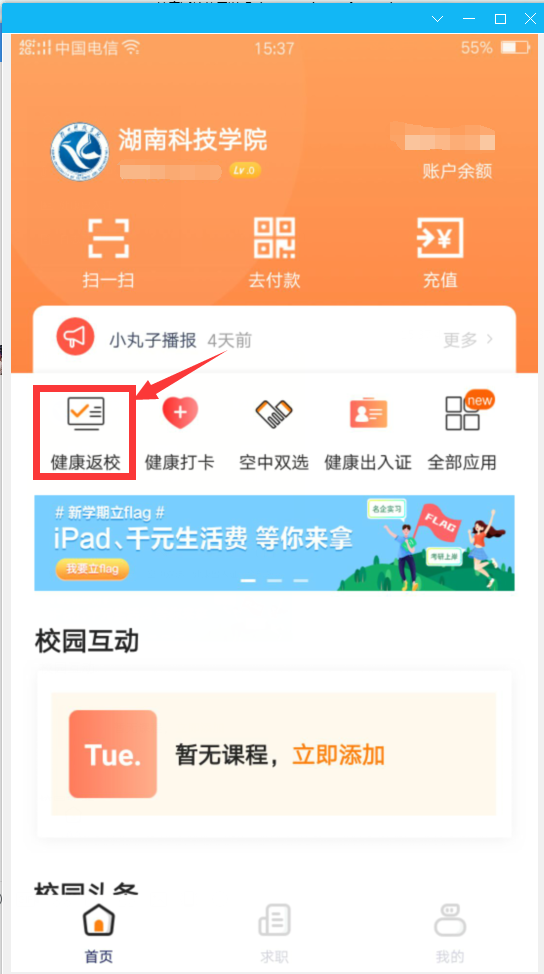 中国电信
15:37
55%
湖南科技学院
Lv.0
账户余额
扫一扫
去付款
充值
小丸子播报 4天前
更多
健康返校
健康打卡
空中双选
健康出入证
new
全部应用
# 新学期立flag #
iPad、千元生活费 等你来拿
我要立flag
名企实习
FLAG
考研上岸
校园互动
Tue.
暂无课程，立即添加
校园头条
首页
求职
我的